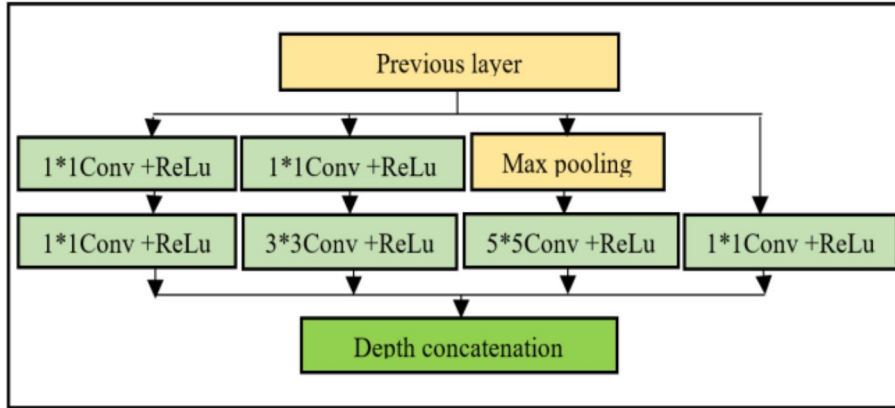 Previous layer
1*1Conv +ReLu
1*1Conv +ReLu
Max pooling
1*1Conv +ReLu
3*3Conv +ReLu
5*5Conv +ReLu
1*1Conv +ReLu
Depth concatenation